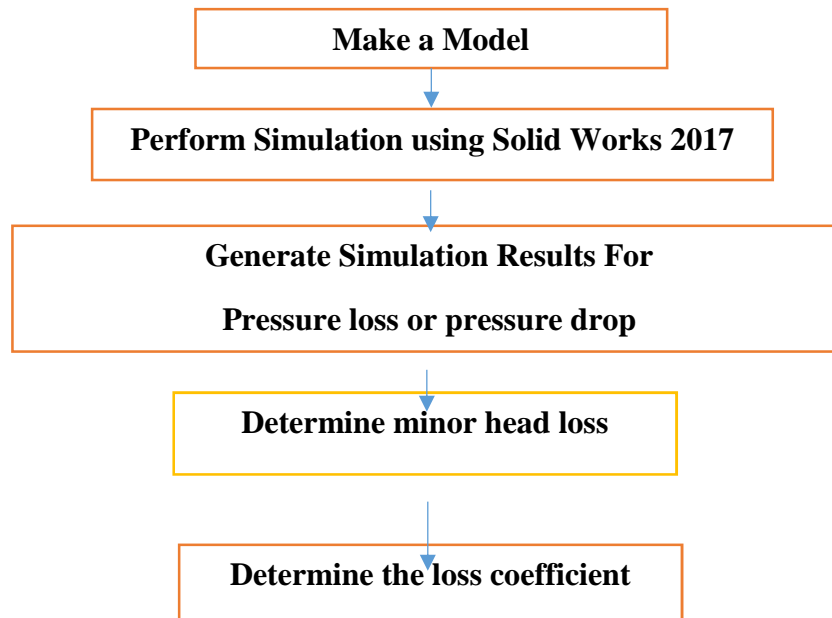 Make a Model
Perform Simulation using Solid Works 2017
Generate Simulation Results For
Pressure loss or pressure drop
Determine minor head loss
Determine the loss coefficient